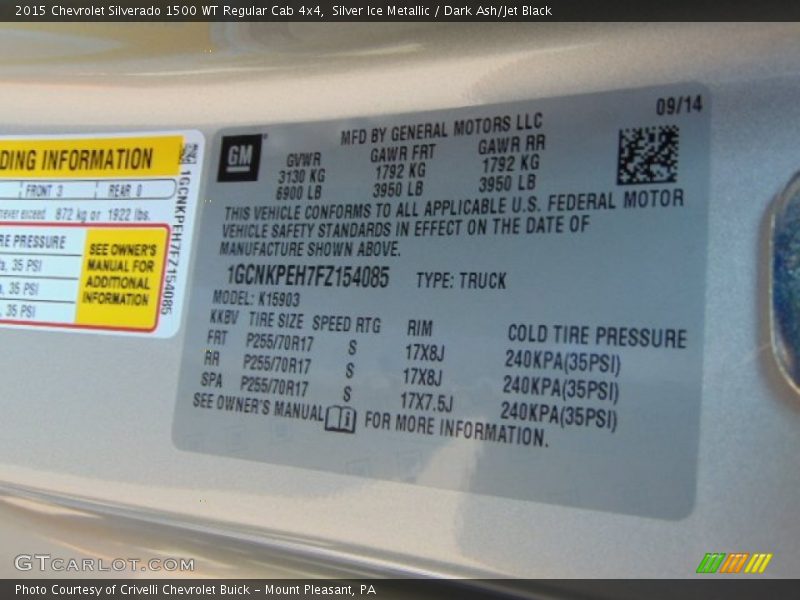 2015 Chevrolet Silverado 1500 WT Regular Cab 4x4, Silver Ice Metallic / Dark Ash/Jet Black
DING INFORMATION
FRONT 3 REAR 0
never exceed 872 kg or 1922 lbs.
RE PRESSURE
35 PSI
35 PSI
35 PSI
SEE OWNER'S
MANUAL FOR
ADDITIONAL
INFORMATION
1GCNKPEH7FZ154085
GM
09/14
MFD BY GENERAL MOTORS LLC
GVWR GAWR FRT GAWR RR
3130 KG 1792 KG 1792 KG
6900 LB 3950 LB 3950 LB
THIS VEHICLE CONFORMS TO ALL APPLICABLE U.S. FEDERAL MOTOR
VEHICLE SAFETY STANDARDS IN EFFECT ON THE DATE OF
MANUFACTURE SHOWN ABOVE.
1GCNKPEH7FZ154085 TYPE: TRUCK
MODEL: K15903
KKBV TIRE SIZE SPEED RTG RIM COLD TIRE PRESSURE
FRT P255/70R17 S 17X8J 240KPA(35PSI)
RR P255/70R17 S 17X8J 240KPA(35PSI)
SPA P255/70R17 S 17X7.5J 240KPA(35PSI)
SEE OWNER'S MANUAL FOR MORE INFORMATION.
GTCARLOT.COM
Photo Courtesy of Crivelli Chevrolet Buick - Mount Pleasant, PA